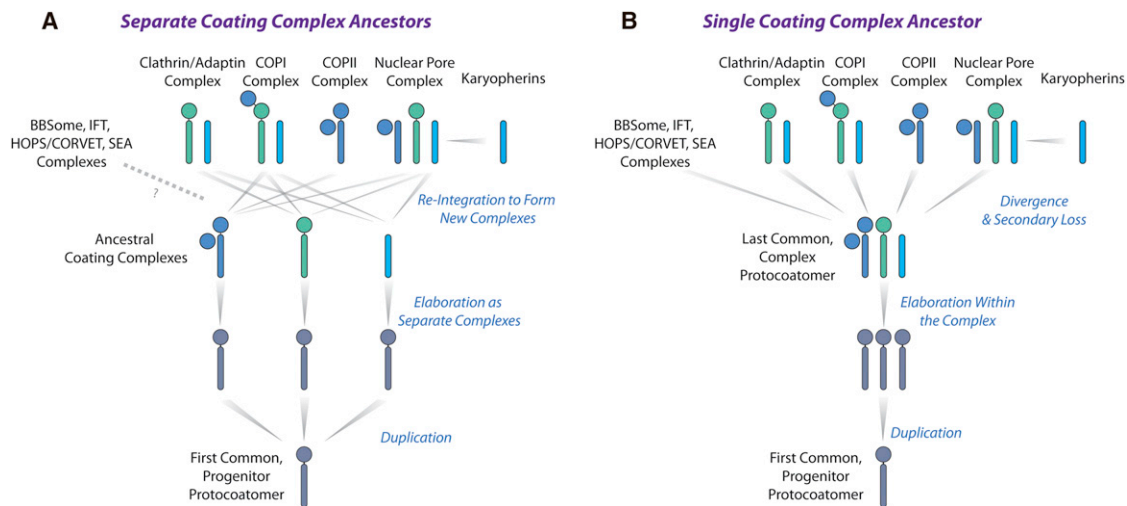 A
Separate Coating Complex Ancestors
Clathrin/Adaptin
Complex
COPI
Complex
COPII
Complex
Nuclear Pore
Complex
Karyopherins
BBSome, IFT,
HOPS/CORVET, SEA
Complexes
?
Re-Integration to Form
New Complexes
Ancestral
Coating Complexes
Elaboration as
Separate Complexes
Duplication
First Common,
Progenitor
Protocoatomer
B
Single Coating Complex Ancestor
Clathrin/Adaptin
Complex
COPI
Complex
COPII
Complex
Nuclear Pore
Complex
Karyopherins
BBSome, IFT,
HOPS/CORVET, SEA
Complexes
Divergence
& Secondary Loss
Last Common,
Complex
Protocoatomer
Elaboration Within
the Complex
Duplication
First Common,
Progenitor
Protocoatomer